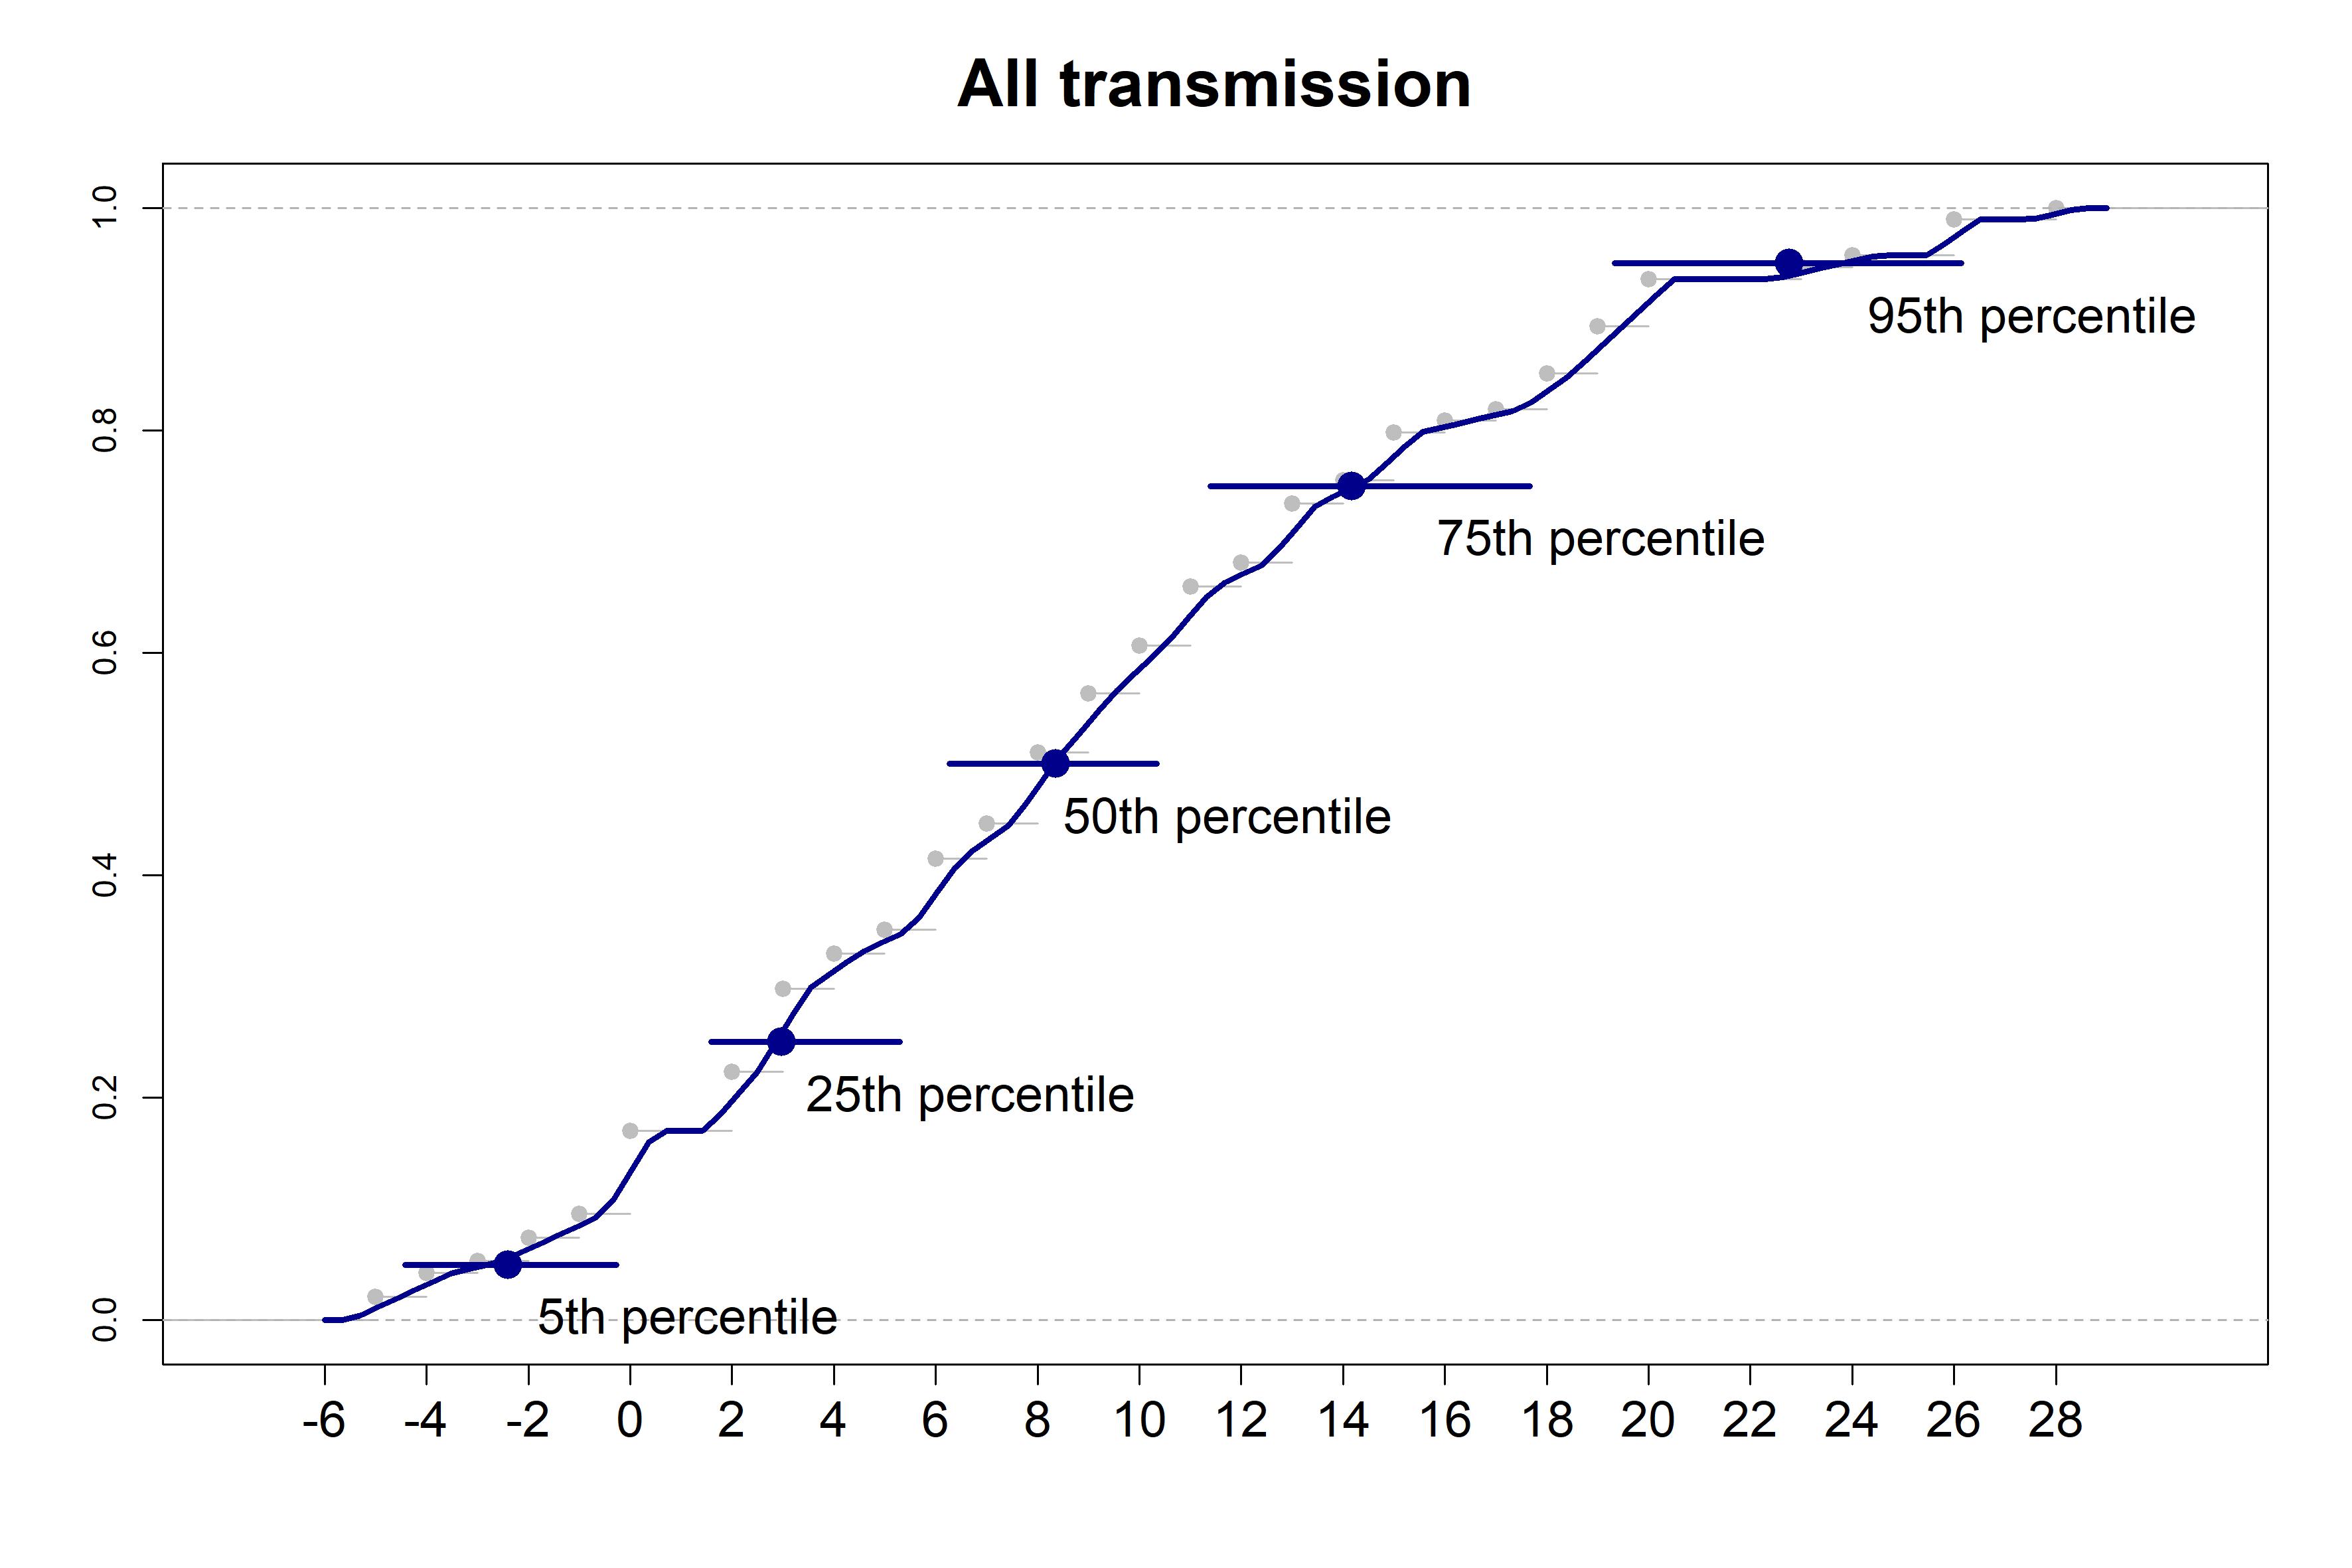 All transmission
1.0
0.8
0.6
0.4
0.2
0.0
95th percentile
75th percentile
50th percentile
25th percentile
5th percentile
-6 -4 -2 0 2 4 6 8 10 12 14 16 18 20 22 24 26 28